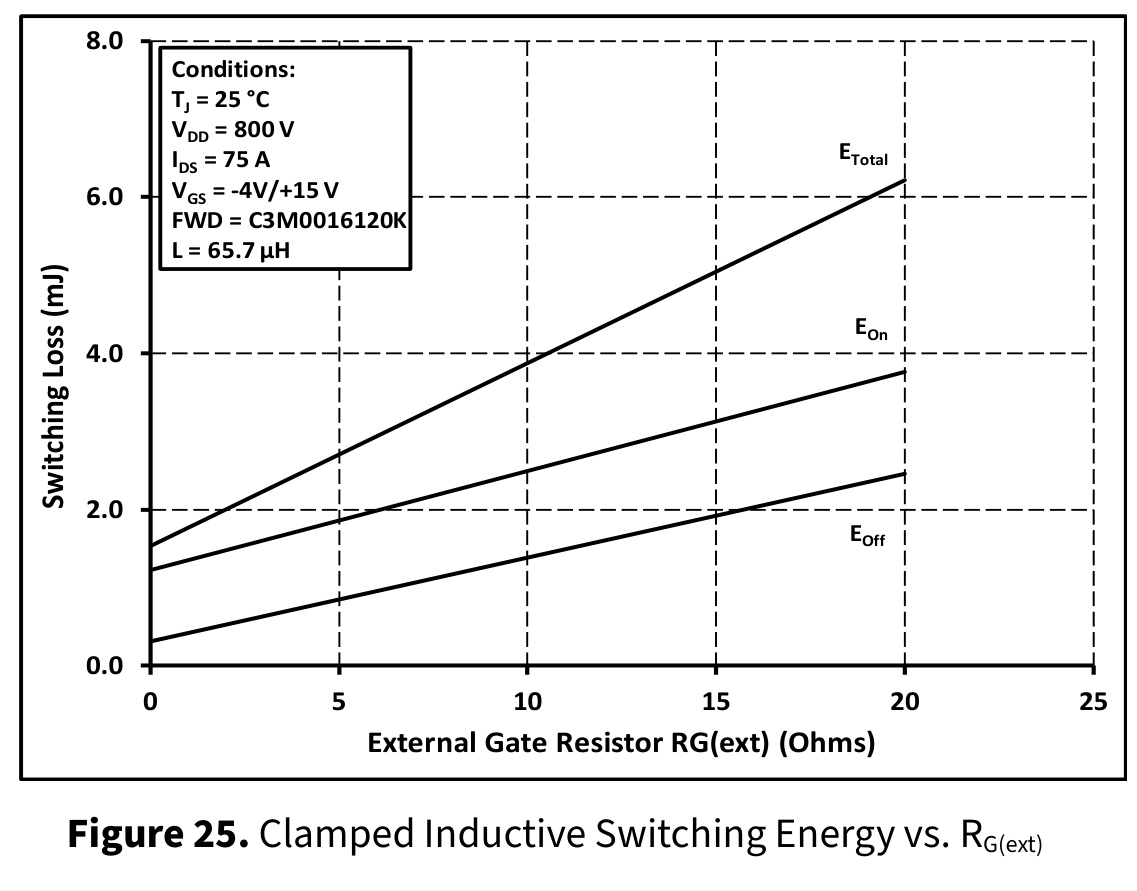 8.0
Conditions:
TJ = 25 °C
VDD = 800 V
IDS = 75 A
VGS = -4V/+15 V
FWD = C3M0016120K
L = 65.7 µH
ETotal
6.0
EOn
4.0
Switching Loss (mJ)
2.0
EOff
0.0
0 5 10 15 20 25
External Gate Resistor RG(ext) (Ohms)
Figure 25. Clamped Inductive Switching Energy vs. RG(ext)